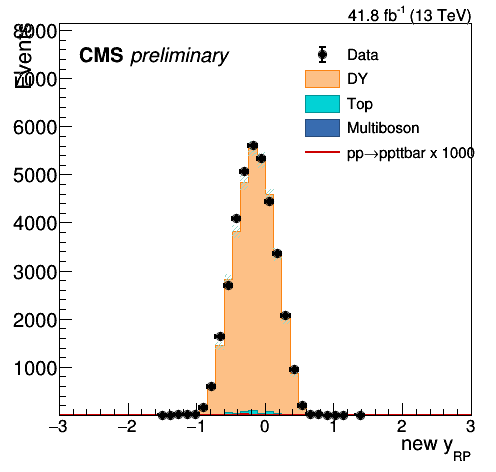 41.8 fb⁻¹ (13 TeV)
Events
CMS preliminary
Data
DY
Top
Multiboson
pp→ppttbar x 1000
8000
7000
6000
5000
4000
3000
2000
1000
−3 −2 −1 0 1 2 3
new y_RP